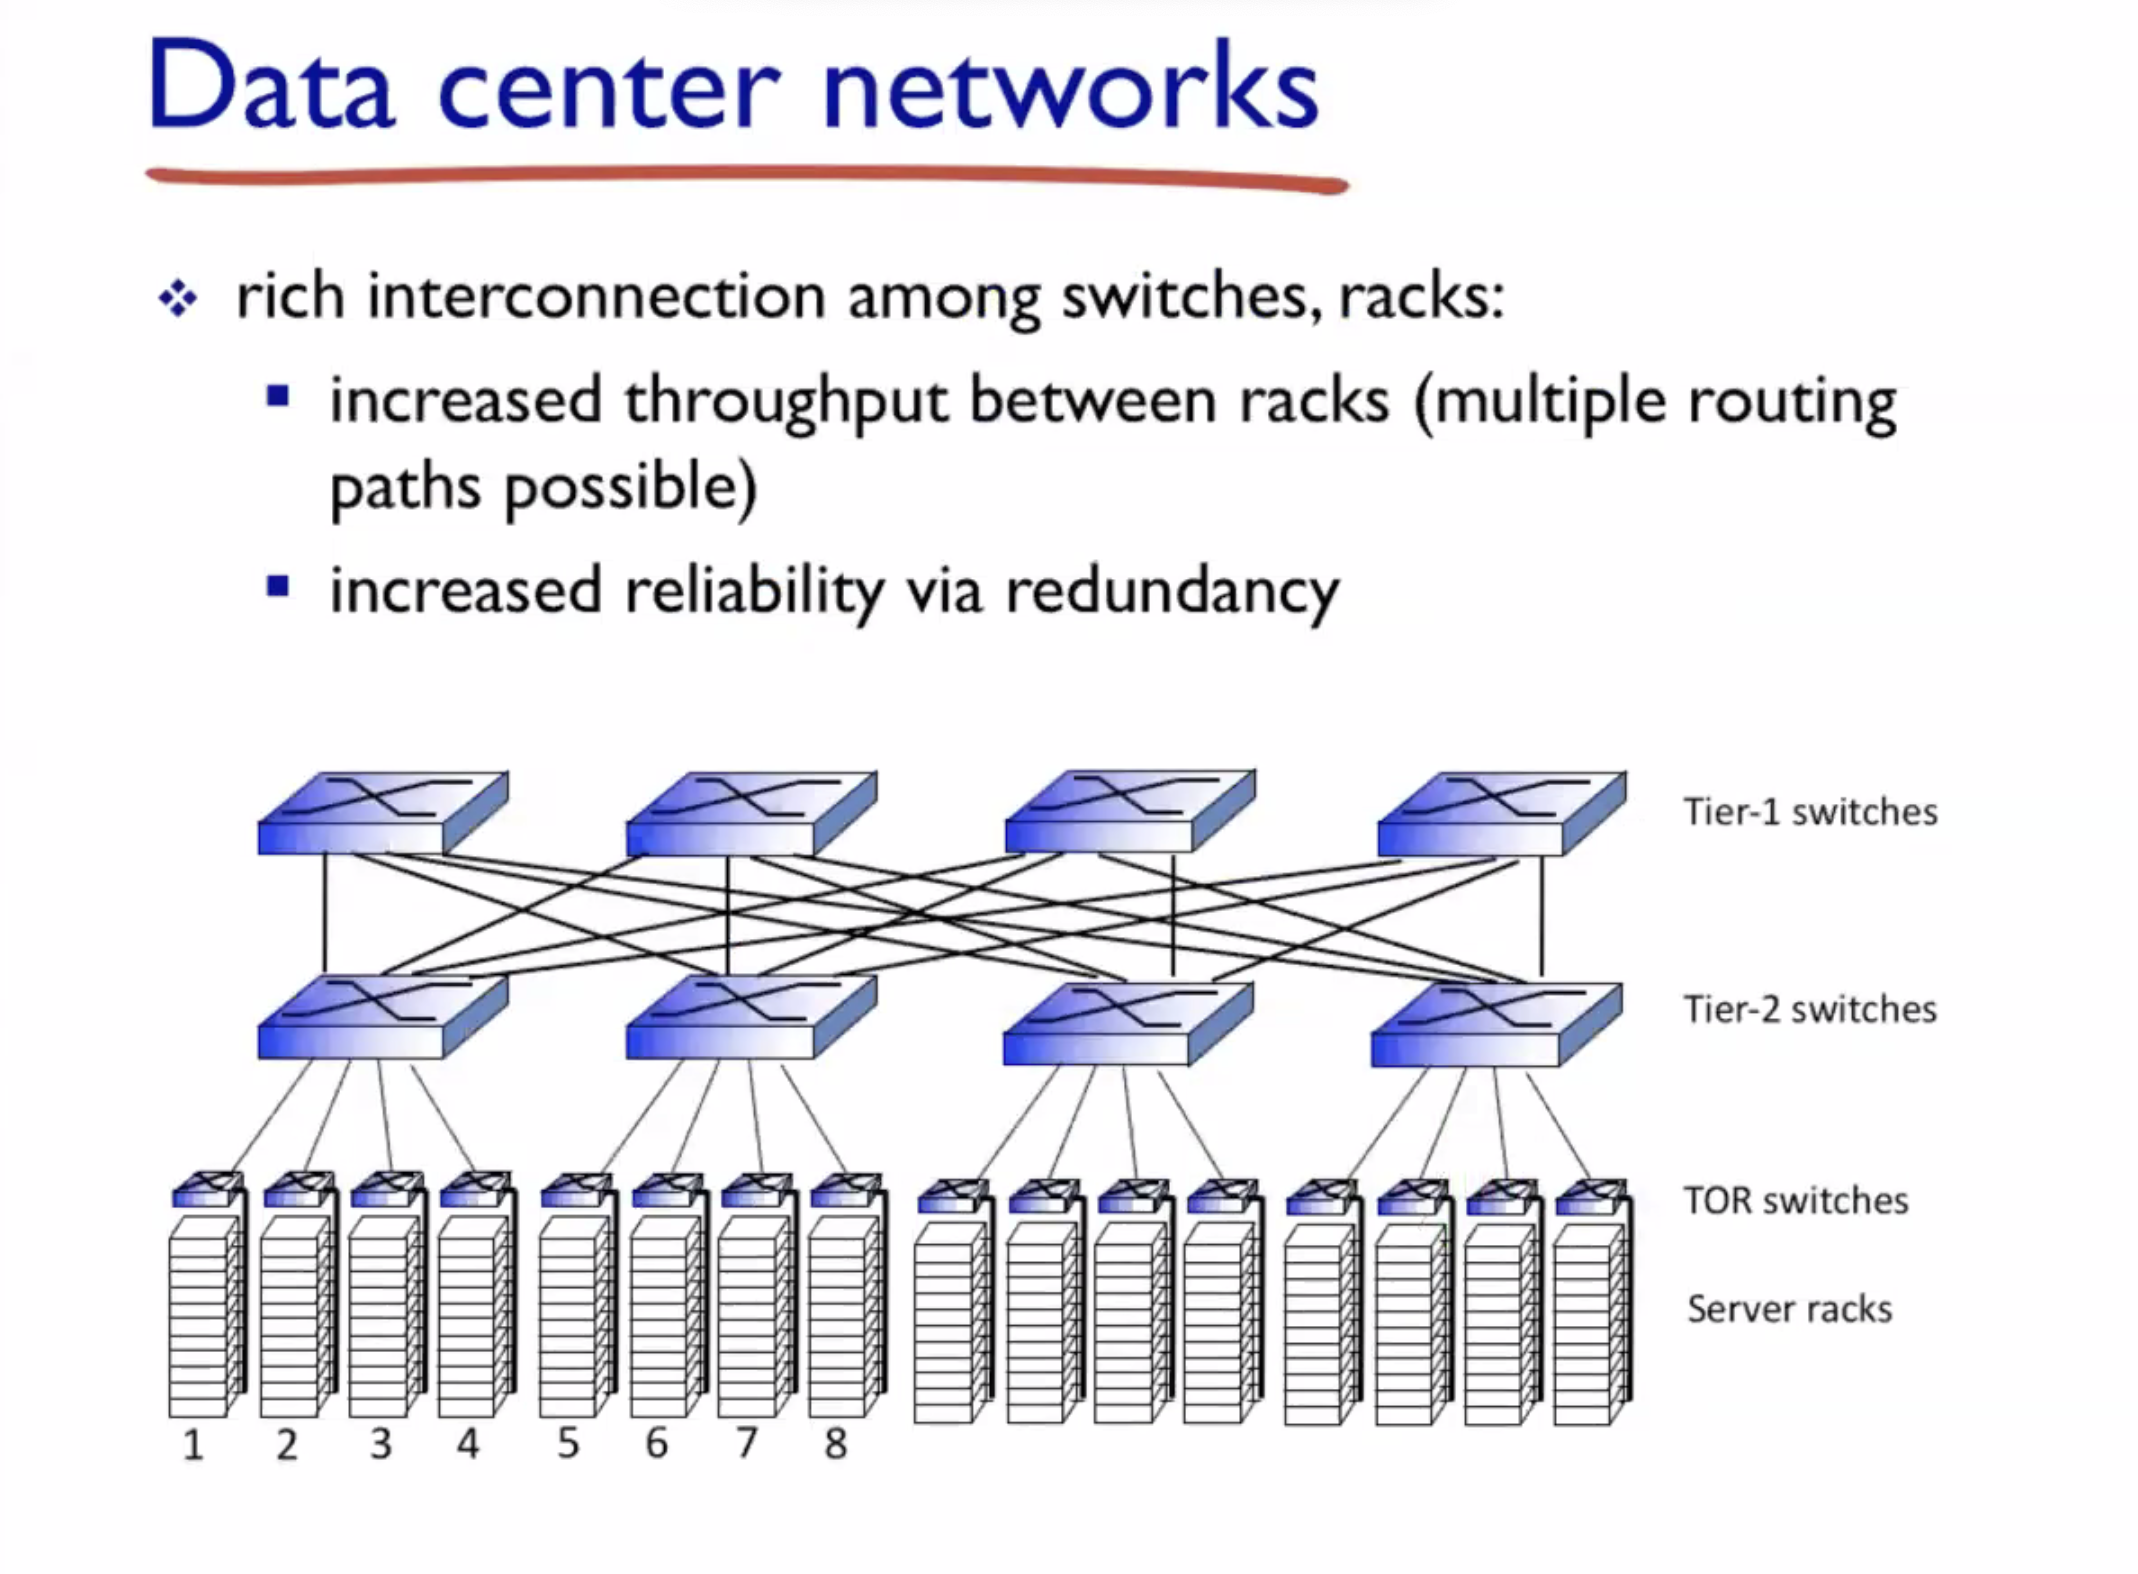 Data center networks
rich interconnection among switches, racks:
increased throughput between racks (multiple routing
paths possible)
increased reliability via redundancy
Tier-1 switches
Tier-2 switches
TOR switches
Server racks
1 2 3 4 5 6 7 8